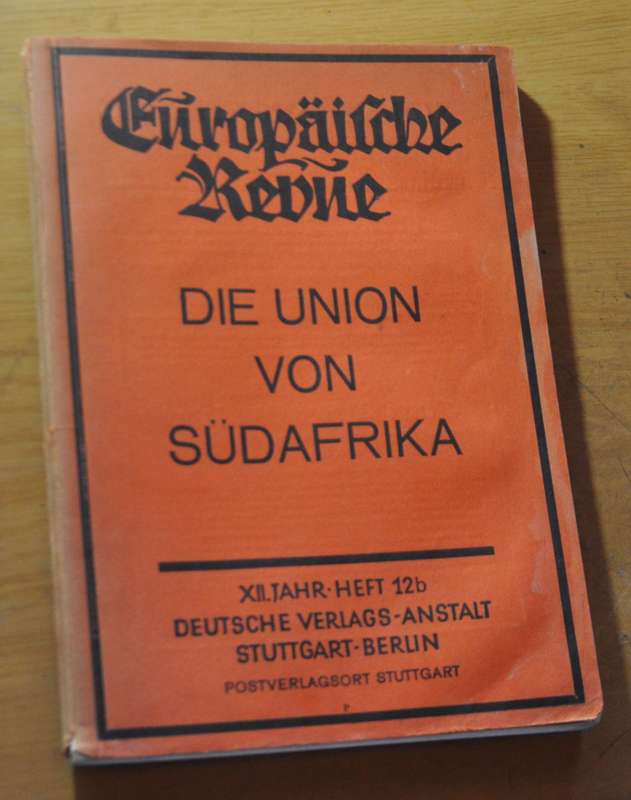 Europäische
Revue
DIE UNION
VON
SÜDAFRIKA
XII. JAHR · HEFT 12b
DEUTSCHE VERLAGS-ANSTALT
STUTTGART-BERLIN
POSTVERLAGSORT STUTTGART
P